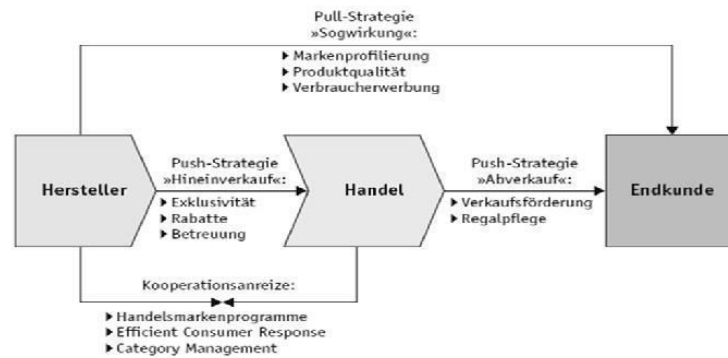 Pull-Strategie
»Sogwirkung«:
▶ Markenprofilierung
▶ Produktqualität
▶ Verbraucherwerbung
Hersteller
Push-Strategie
»Hineinverkauf«:
▶ Exklusivität
▶ Rabatte
▶ Betreuung
Handel
Push-Strategie
»Abverkauf«:
▶ Verkaufsförderung
▶ Regalpflege
Endkunde
Kooperationsanreize:
▶ Handelsmarkenprogramme
▶ Efficient Consumer Response
▶ Category Management